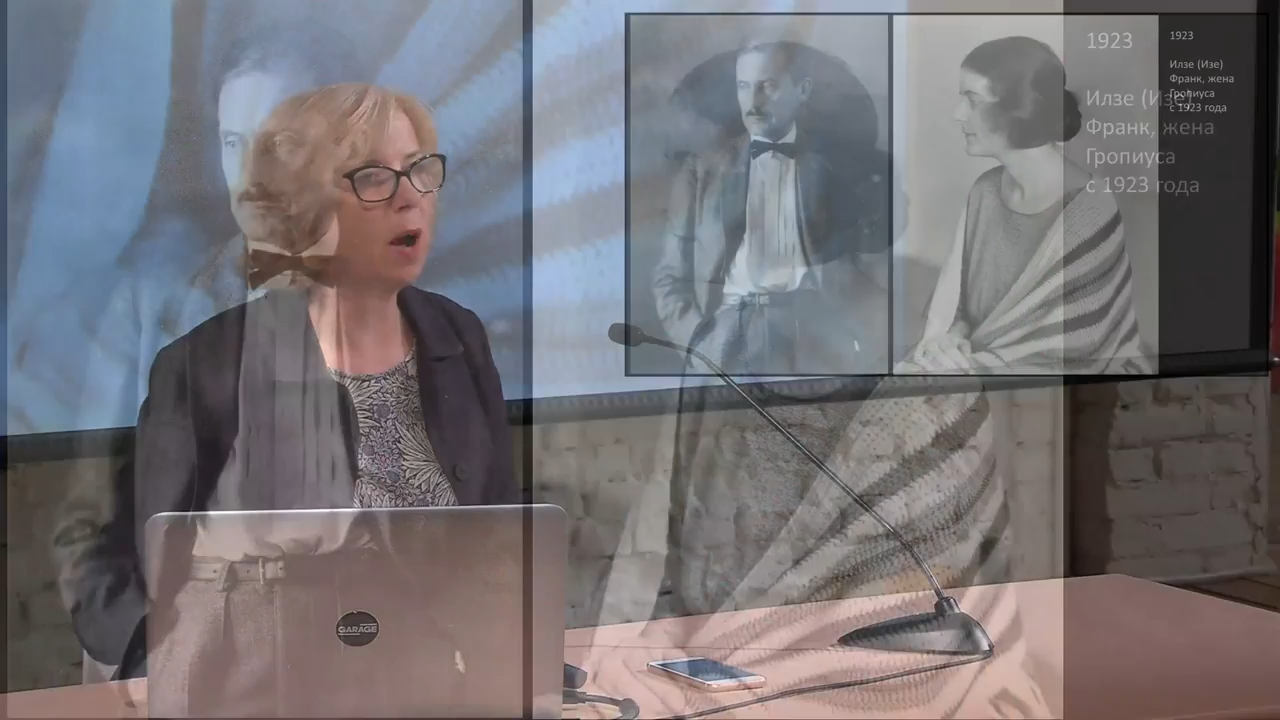 1923
Илзе (Изе)
Франк, жена
Гропиуса
с 1923 года
1923
Илзе (Изе)
Франк, жена
Гропиуса
с 1923 года
GARAGE